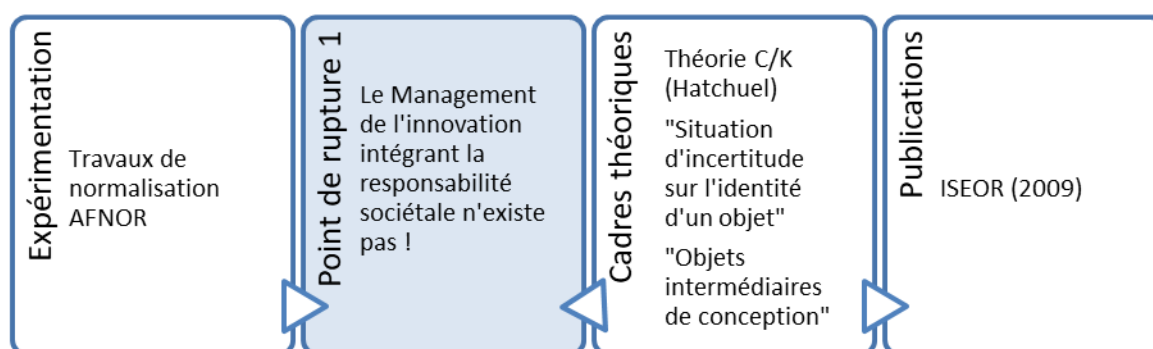 Expérimentation
Travaux de
normalisation
AFNOR
Point de rupture 1
Le Management
de l'innovation
intégrant la
responsabilité
sociétale n'existe
pas !
Cadres théoriques
Théorie C/K
(Hatchuel)
"Situation
d'incertitude
sur l'identité
d'un objet"
"Objets
intermédiaires
de conception"
Publications
ISEOR (2009)